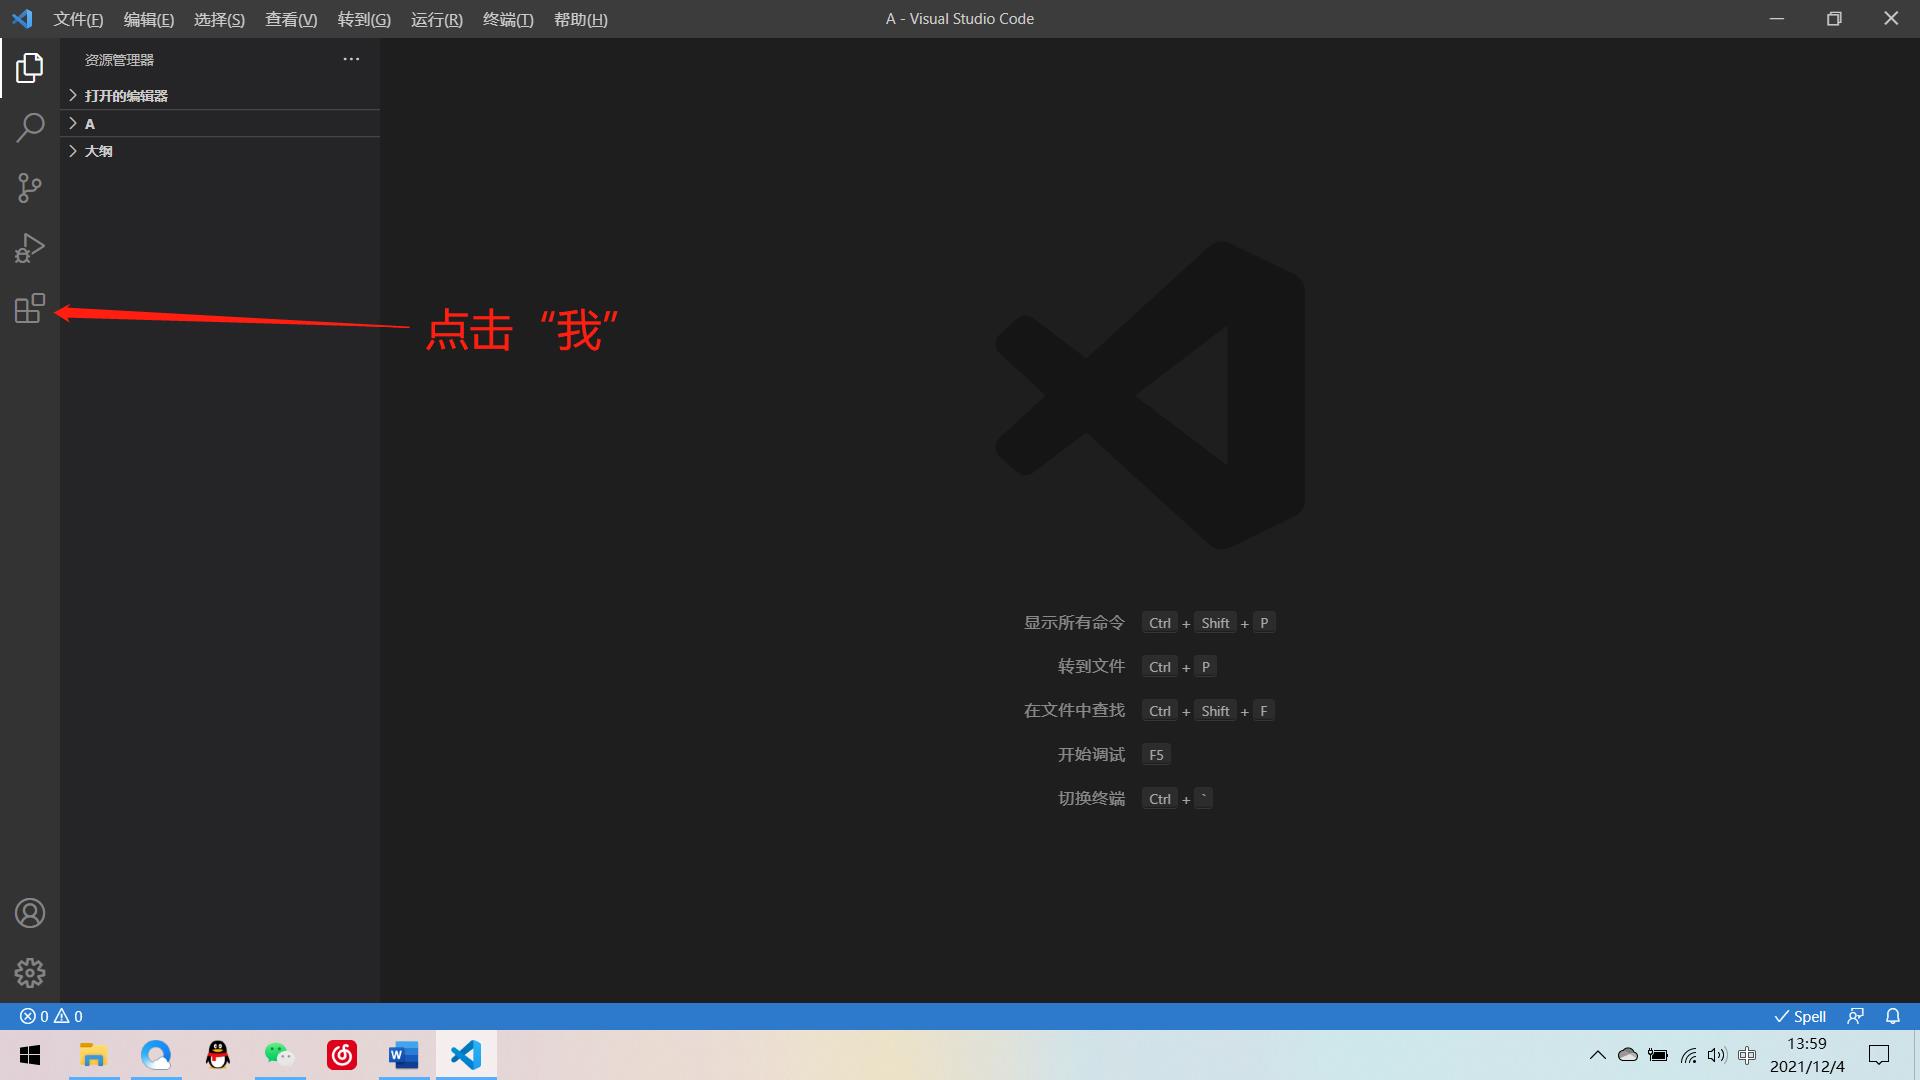 文件(F) 编辑(E) 选择(S) 查看(V) 转到(G) 运行(R) 终端(T) 帮助(H) A - Visual Studio Code
资源管理器
打开的编辑器
A
大纲
点击“我”
显示所有命令 Ctrl + Shift + P
转到文件 Ctrl + P
在文件中查找 Ctrl + Shift + F
开始调试 F5
切换终端 Ctrl + `
0 0 Spell
W 中 13:59
2021/12/4